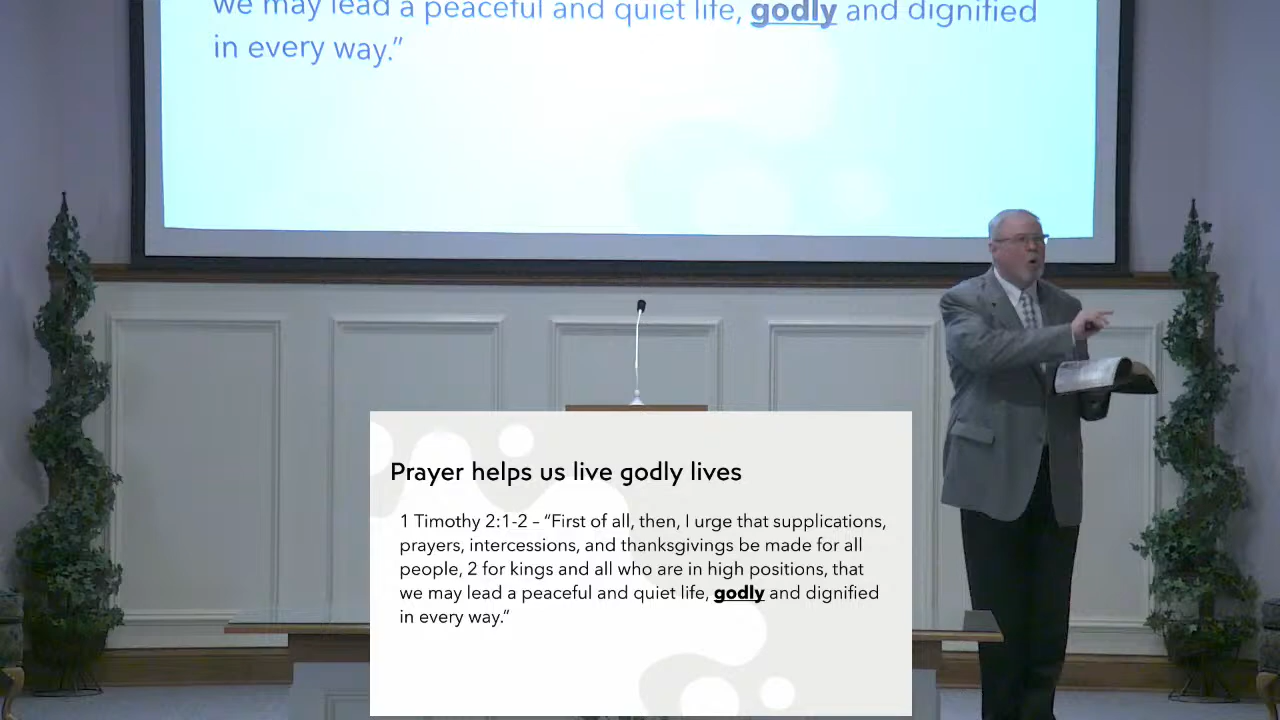 we may lead a peaceful and quiet life, godly and dignified
in every way.”
Prayer helps us live godly lives
1 Timothy 2:1-2 – “First of all, then, I urge that supplications,
prayers, intercessions, and thanksgivings be made for all
people, 2 for kings and all who are in high positions, that
we may lead a peaceful and quiet life, godly and dignified
in every way.”